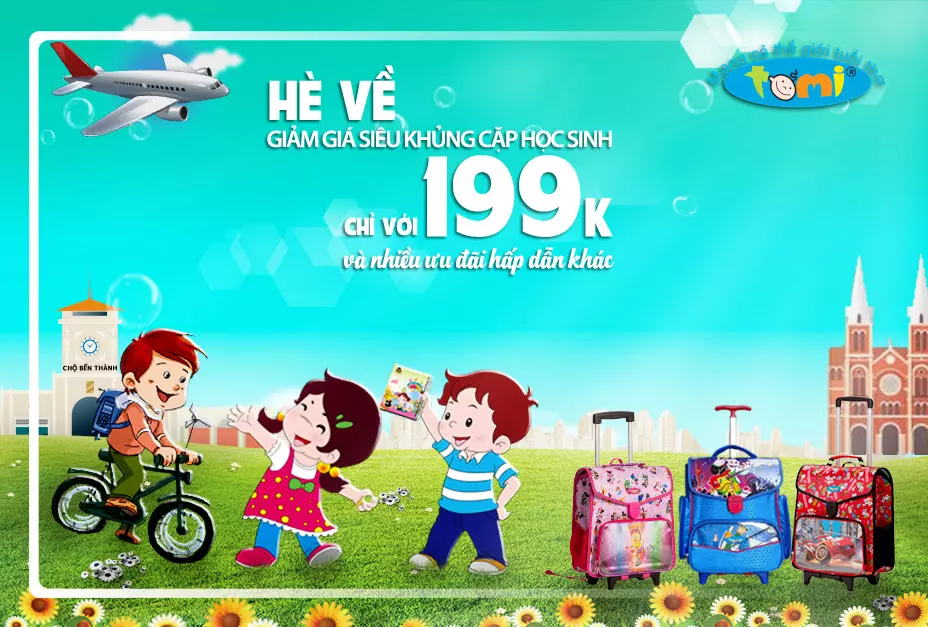 HÈ VỀ
GIẢM GIÁ SIÊU KHỦNG CẶP HỌC SINH
CHỈ VỚI 199K
và nhiều ưu đãi hấp dẫn khác
tomi®
CHỢ BẾN THÀNH